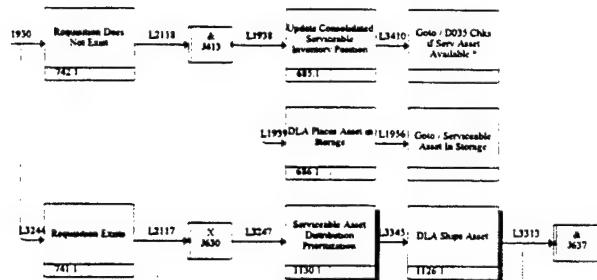 1930
Requisition Does
Not Exist
742.1
L2118
&
J413
L1938
Update Consolidated
Serviceable
Inventory Position
685.1
L3410
Goto / D035 Chks
if Serv Asset
Available *
L1939
DLA Places Asset in
Storage
686.1
L1956
Goto / Serviceable
Asset In Storage
L3244
Requisition Exists
741.1
L2117
X
J630
L3247
Serviceable Asset
Distribution
Prioritization
1130.1
L3345
DLA Ships Asset
1126.1
L3313
&
J637